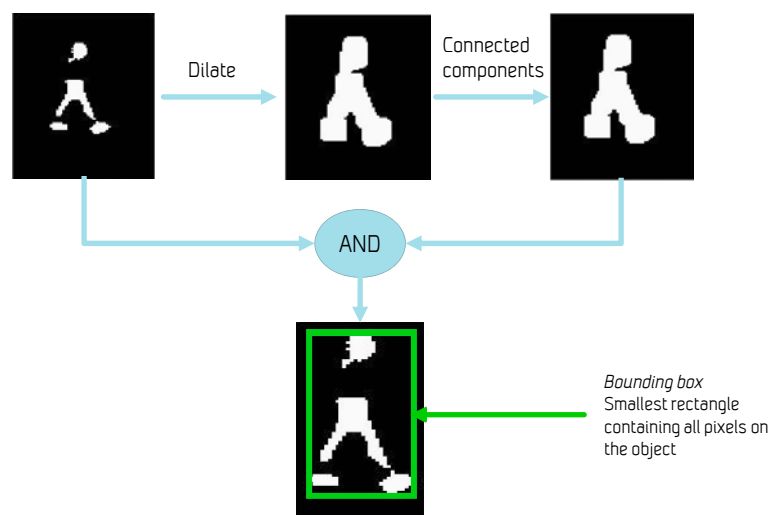 Dilate
Connected
components
AND
Bounding box
Smallest rectangle
containing all pixels on
the object